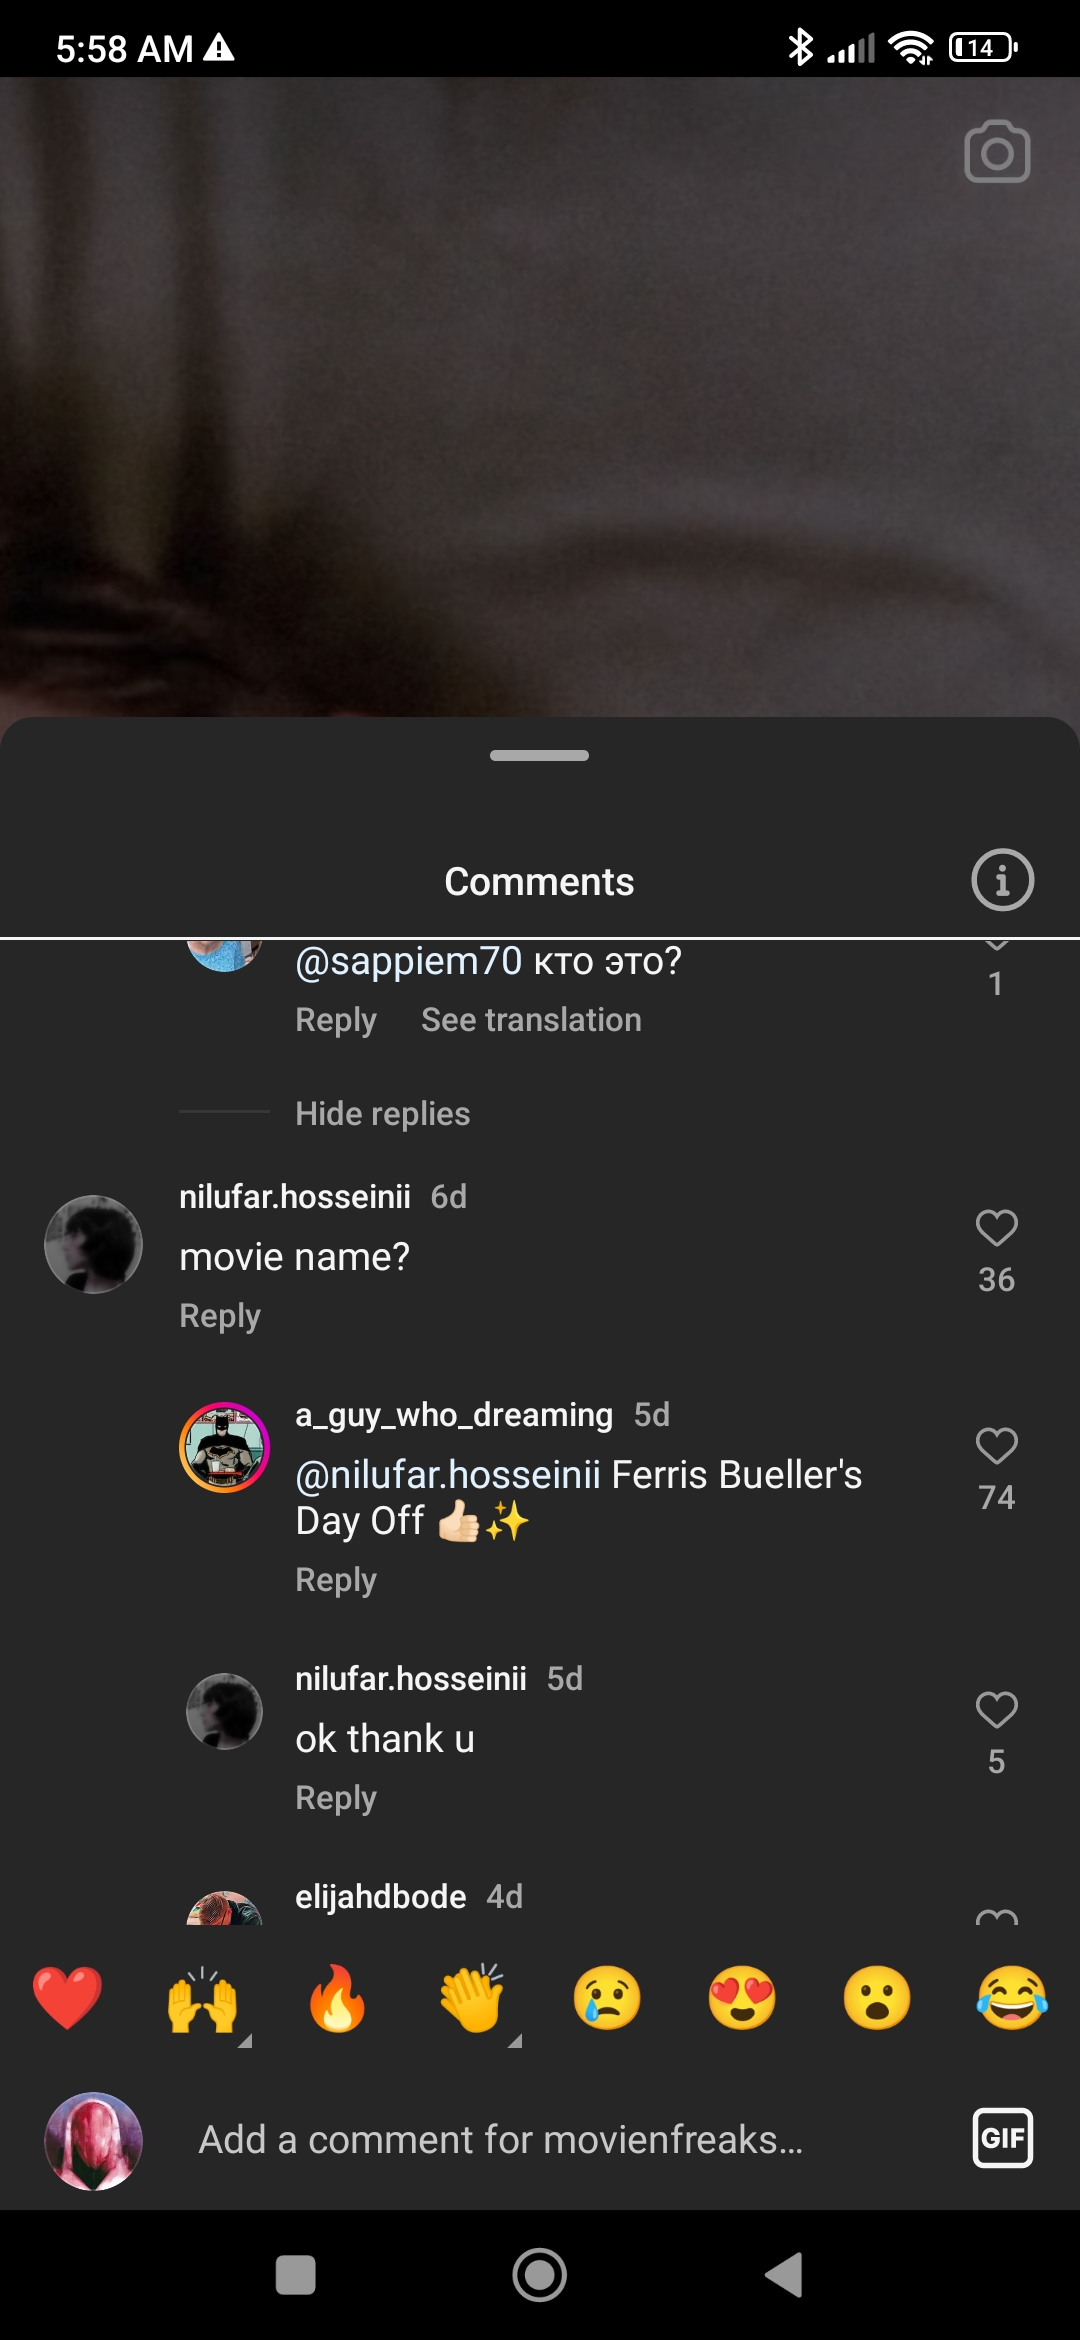 5:58 AM
14
Comments
@sappiem70 кто это?
1
Reply See translation
Hide replies
nilufar.hosseinii 6d
movie name?
36
Reply
a_guy_who_dreaming 5d
@nilufar.hosseinii Ferris Bueller's
Day Off 👍🏻✨
74
Reply
nilufar.hosseinii 5d
ok thank u
5
Reply
elijahdbode 4d
Add a comment for movienfreaks...
GIF